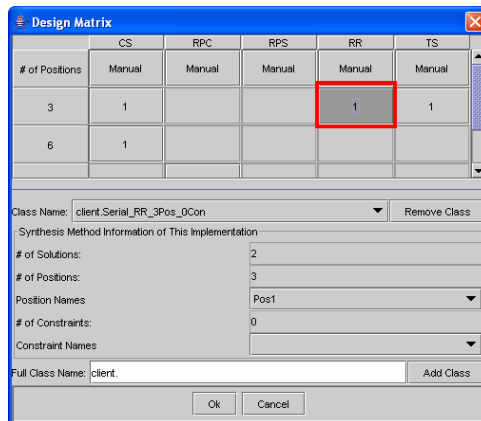 Design Matrix
CS RPC RPS RR TS
# of Positions Manual Manual Manual Manual Manual
3 1 1 1
6 1
Class Name: client.Serial_RR_3Pos_0Con Remove Class
Synthesis Method Information of This Implementation
# of Solutions: 2
# of Positions: 3
Position Names Pos1
# of Constraints: 0
Constraint Names
Full Class Name: client. Add Class
Ok Cancel